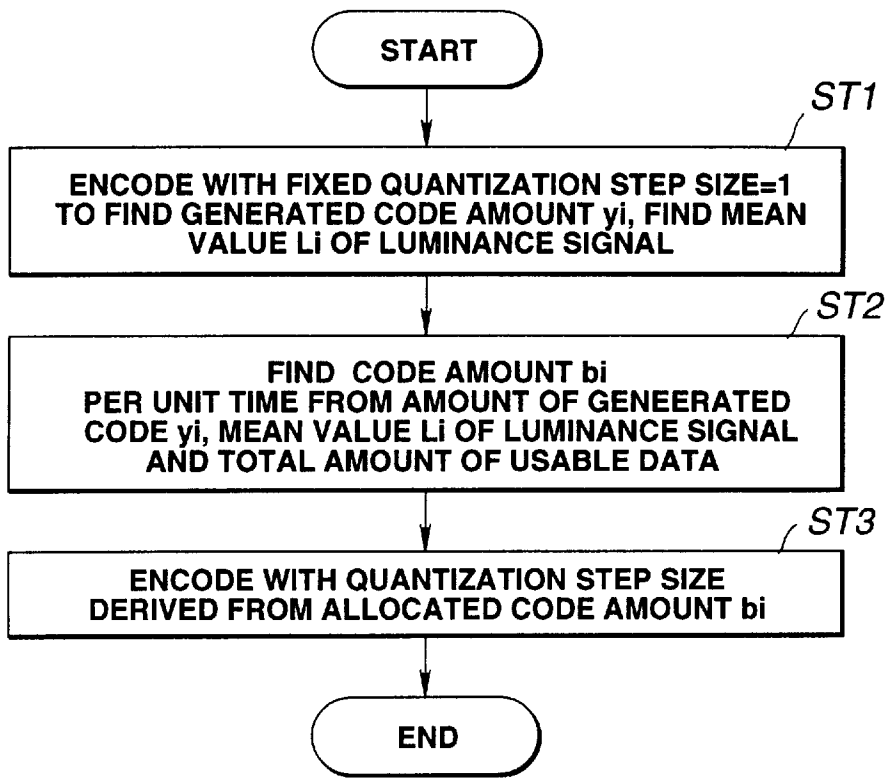 START
ST1
ENCODE WITH FIXED QUANTIZATION STEP SIZE=1
TO FIND GENERATED CODE AMOUNT yi, FIND MEAN
VALUE Li OF LUMINANCE SIGNAL
ST2
FIND CODE AMOUNT bi
PER UNIT TIME FROM AMOUNT OF GENEERATED
CODE yi, MEAN VALUE Li OF LUMINANCE SIGNAL
AND TOTAL AMOUNT OF USABLE DATA
ST3
ENCODE WITH QUANTIZATION STEP SIZE
DERIVED FROM ALLOCATED CODE AMOUNT bi
END